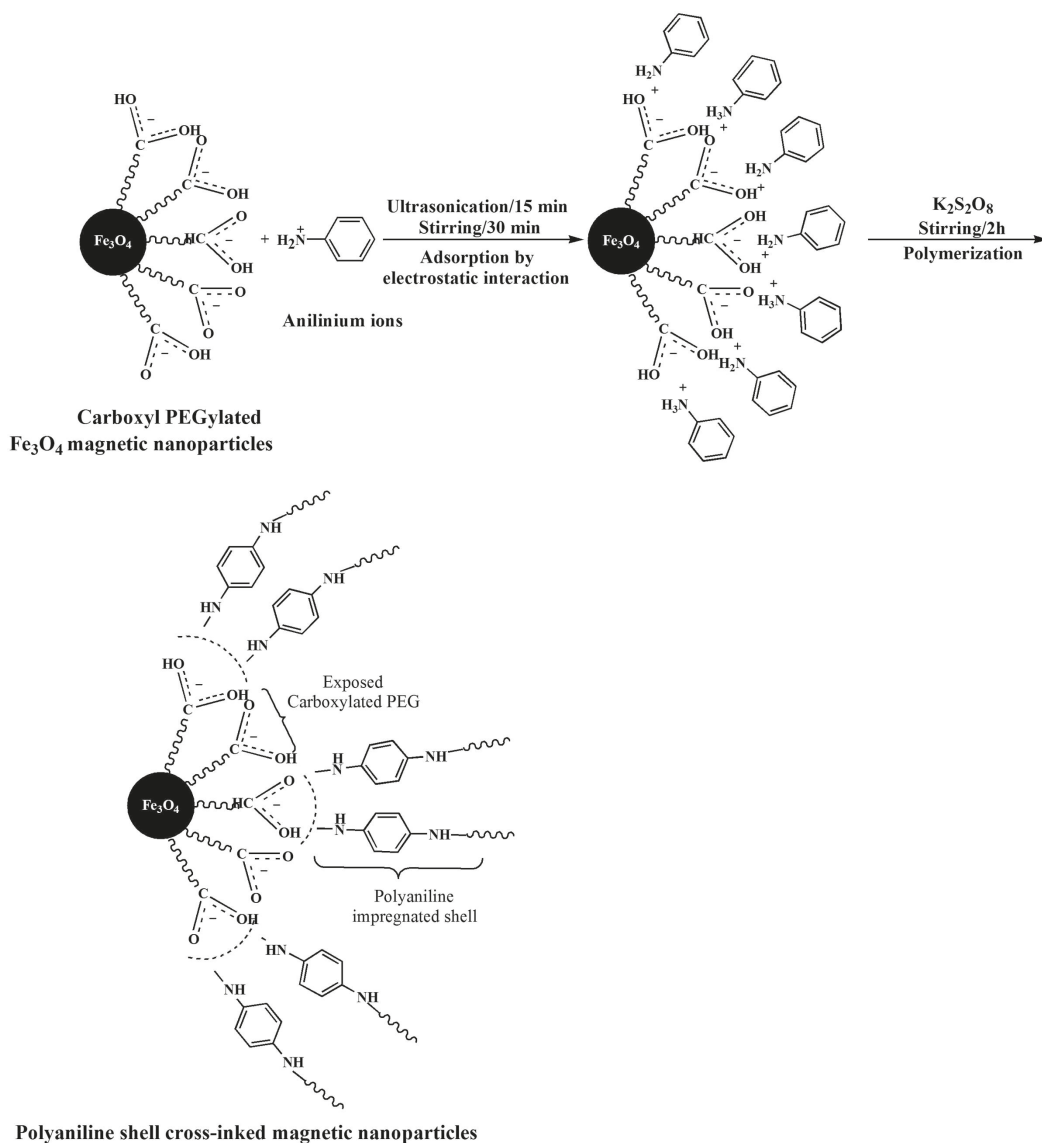 HO
−
C
OH
O
−
C
OH
Fe3O4
HC
O
−
OH
C
O
−
O
C
OH
−
O
+ H2N
+
Anilinium ions
Ultrasonication/15 min
Stirring/30 min
Adsorption by
electrostatic interaction
H2N
+
HO
−
C
OH
H3N
+
O
−
C
OH
H2N
+
Fe3O4
HC
OH
−
OH
H2N
+
C
O
−
OH
H3N
+
C
OH
−
HO
H2N
+
H3N
+
K2S2O8
Stirring/2h
Polymerization
Carboxyl PEGylated
Fe3O4 magnetic nanoparticles
NH
HN
NH
HN
HO
−
C
OH
O
−
C
OH
Exposed
Carboxylated PEG
Fe3O4
HC
O
−
OH
H
N
NH
H
N
NH
C
O
−
O
Polyaniline
impregnated shell
C
OH
−
O
HN
NH
NH
NH
Polyaniline shell cross-inked magnetic nanoparticles